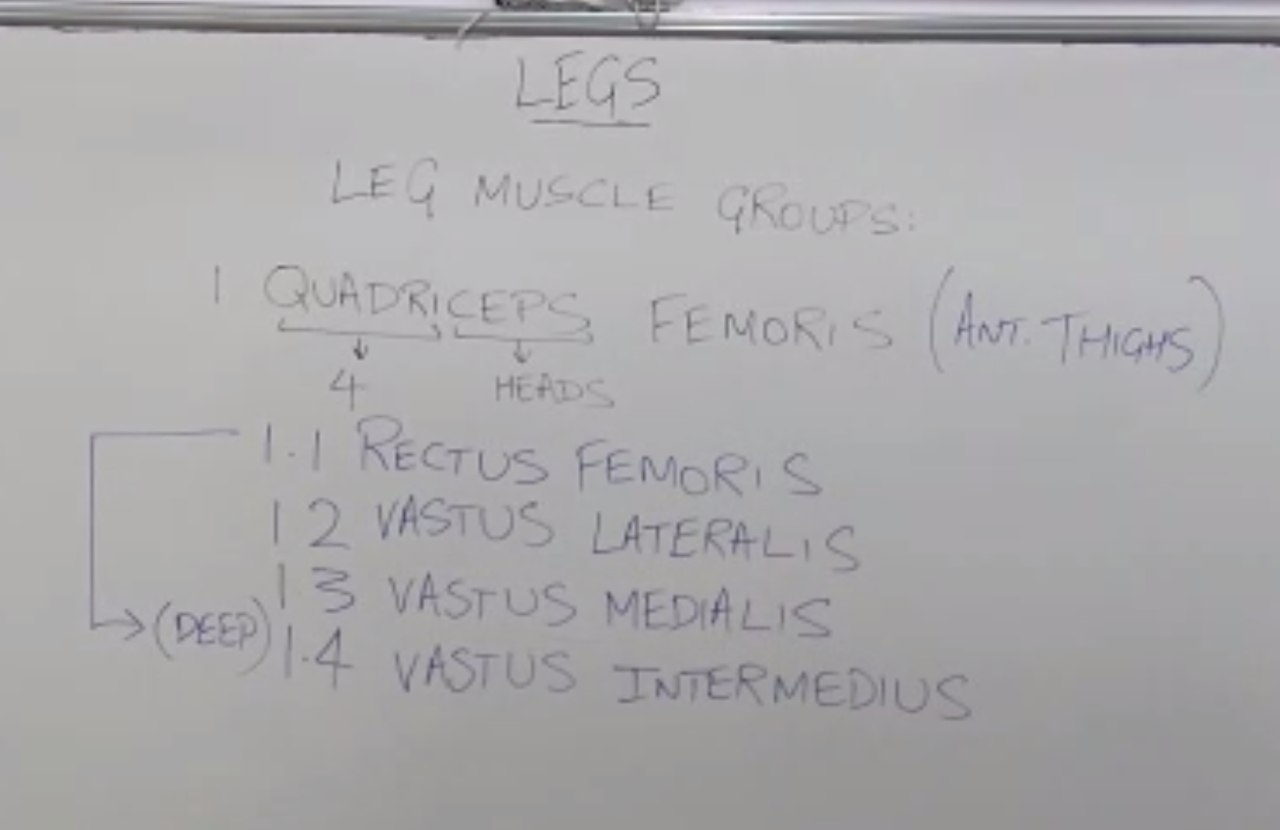 LEGS
LEG MUSCLE GROUPS:
1 QUADRICEPS FEMORIS (ANT. THIGHS)
4 HEADS
1.1 RECTUS FEMORIS
1 2 VASTUS LATERALIS
1 3 VASTUS MEDIALIS
(DEEP) 1.4 VASTUS INTERMEDIUS